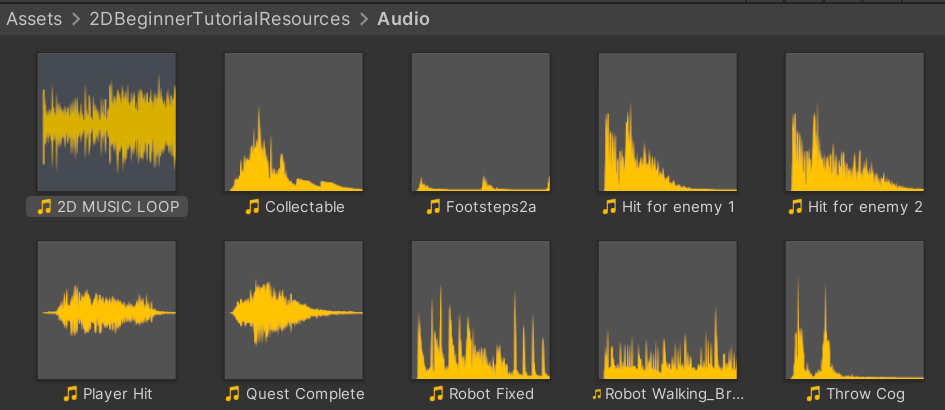 Assets > 2DBeginnerTutorialResources > Audio
2D MUSIC LOOP
Collectable
Footsteps2a
Hit for enemy 1
Hit for enemy 2
Player Hit
Quest Complete
Robot Fixed
Robot Walking_Br...
Throw Cog